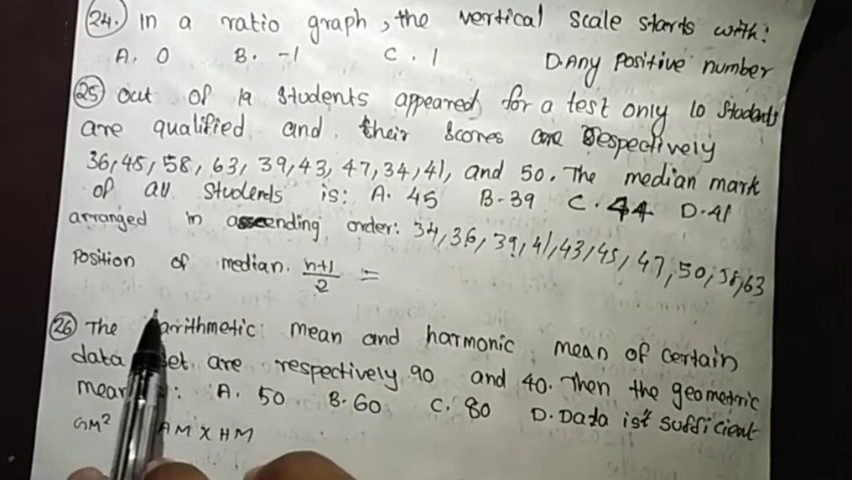 24. In a ratio graph, the vertical scale starts with:
A. 0 B. -1 C. 1 D. Any positive number
25 out of 19 students appeared for a test only 10 students
are qualified and their scores are respectively
36, 45, 58, 63, 39, 43, 47, 34, 41, and 50. The median mark
of all students is: A. 45 B. 39 C. 44 D. 41
arranged in ascending order: 34, 36, 39, 41, 43, 45, 47, 50, 58, 63
Position of median. n+1/2 =
26 The arithmetic mean and harmonic mean of certain
data set are respectively 90 and 40. Then the geometric
mean : A. 50 B. 60 C. 80 D. Data isn't sufficient
GM² AM X HM